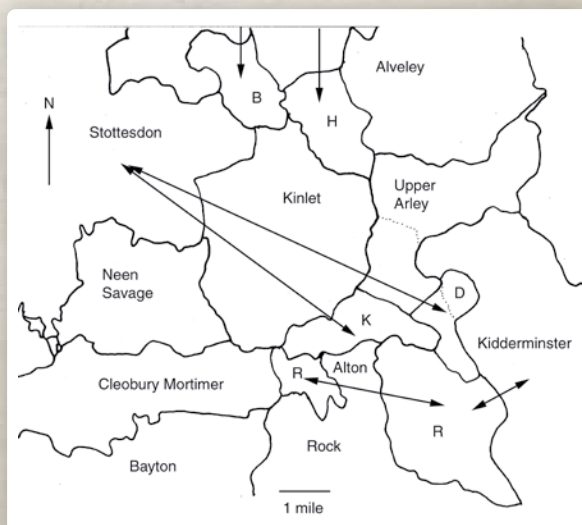 Alveley
B
N
H
Stottesdon
Upper
Arley
Kinlet
Neen
Savage
D
K
Kidderminster
R
Alton
Cleobury Mortimer
R
Rock
Bayton
1 mile